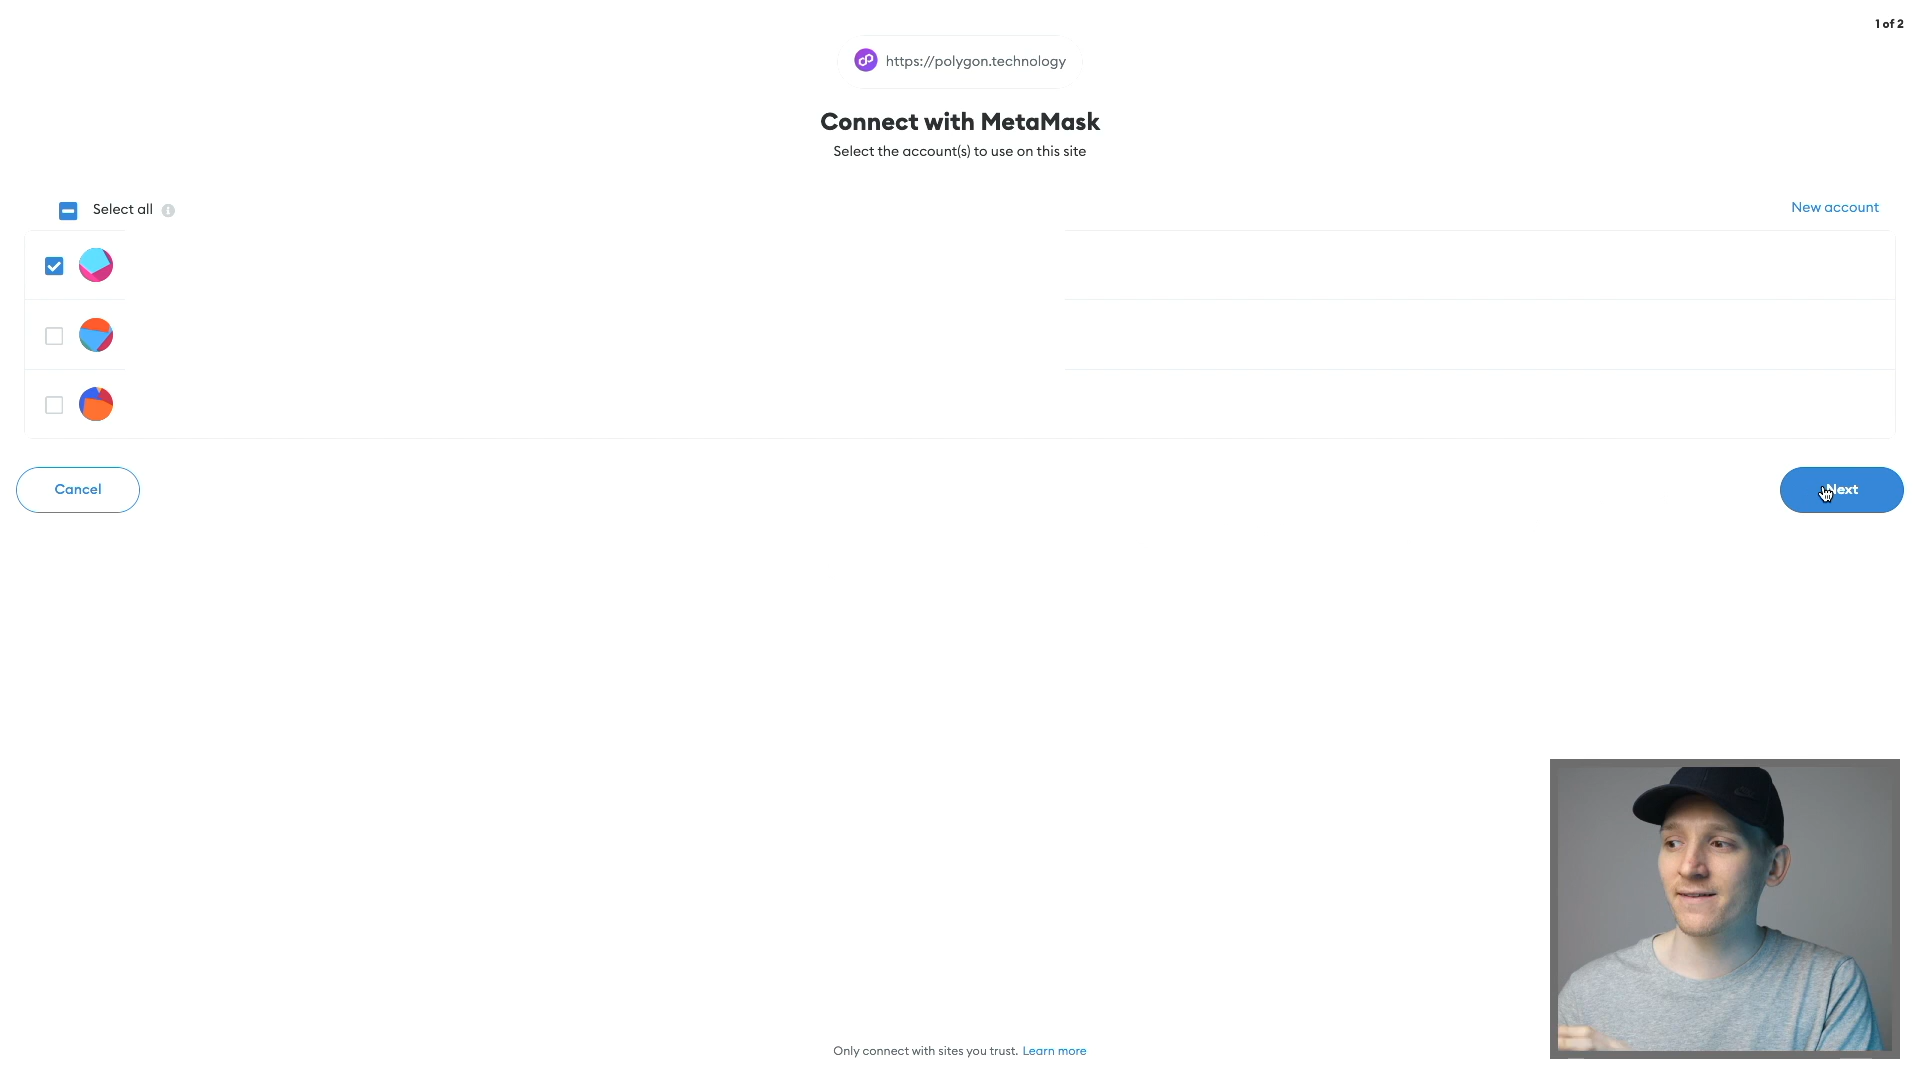 1 of 2
https://polygon.technology
Connect with MetaMask
Select the account(s) to use on this site
Select all
New account
Cancel
Next
Only connect with sites you trust. Learn more